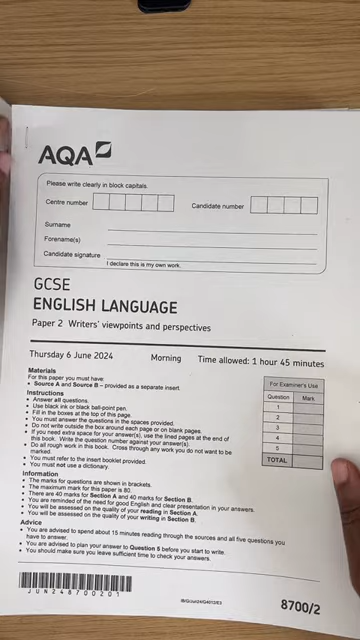 AQA
Please write clearly in block capitals.
Centre number
Candidate number
Surname
Forename(s)
Candidate signature
I declare this is my own work.
GCSE
ENGLISH LANGUAGE
Paper 2 Writers' viewpoints and perspectives
Thursday 6 June 2024 Morning Time allowed: 1 hour 45 minutes
Materials
For this paper you must have:
• Source A and Source B – provided as a separate insert.
Instructions
• Answer all questions.
• Use black ink or black ball-point pen.
• Fill in the boxes at the top of this page.
• You must answer the questions in the spaces provided.
• Do not write outside the box around each page or on blank pages.
• If you need extra space for your answer(s), use the lined pages at the end of
this book. Write the question number against your answer(s).
• Do all rough work in this book. Cross through any work you do not want to be
marked.
• You must refer to the insert booklet provided.
• You must not use a dictionary.
Information
• The marks for questions are shown in brackets.
• The maximum mark for this paper is 80.
• There are 40 marks for Section A and 40 marks for Section B.
• You are reminded of the need for good English and clear presentation in your answers.
• You will be assessed on the quality of your reading in Section A.
• You will be assessed on the quality of your writing in Section B.
Advice
• You are advised to spend about 15 minutes reading through the sources and all five questions you
have to answer.
• You are advised to plan your answer to Question 5 before you start to write.
• You should make sure you leave sufficient time to check your answers.
For Examiner's Use
Question Mark
1
2
3
4
5
TOTAL
JUN248700201
8700/2